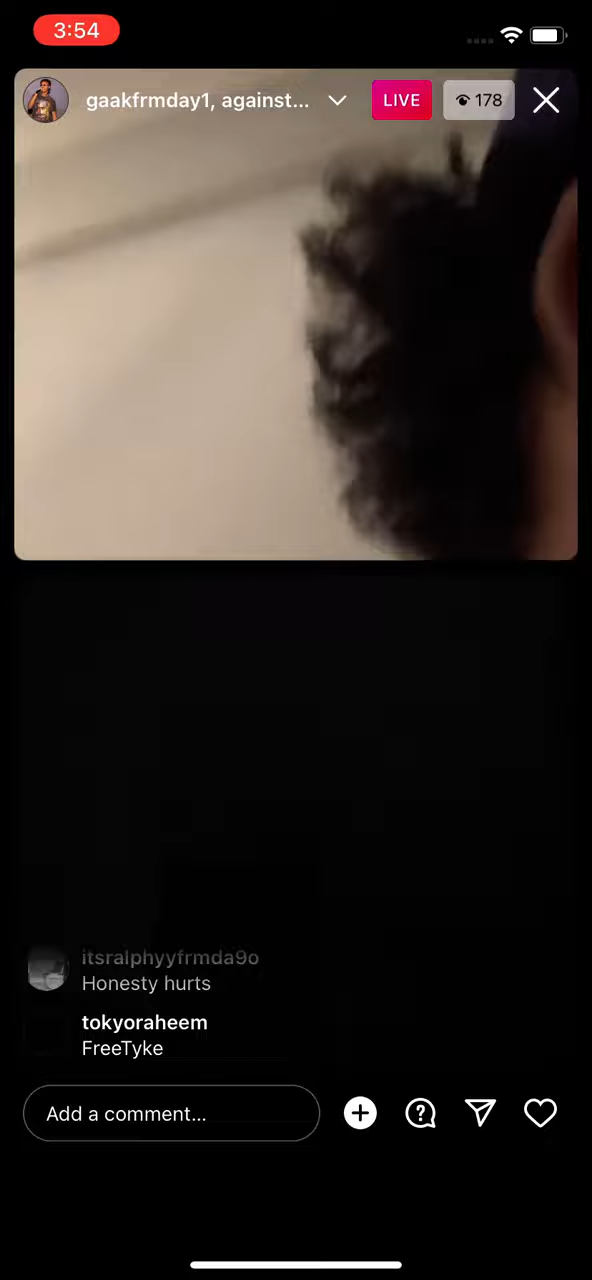 3:54
gaakfrmday1, against...
LIVE
178
itsralphyyfrmda9o
Honesty hurts
tokyoraheem
FreeTyke
Add a comment...